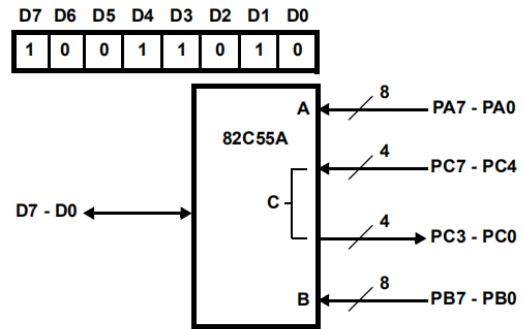 D7 D6 D5 D4 D3 D2 D1 D0
1 0 0 1 1 0 1 0
8
A PA7 - PA0
82C55A
4
PC7 - PC4
C
D7 - D0
4
PC3 - PC0
8
B PB7 - PB0